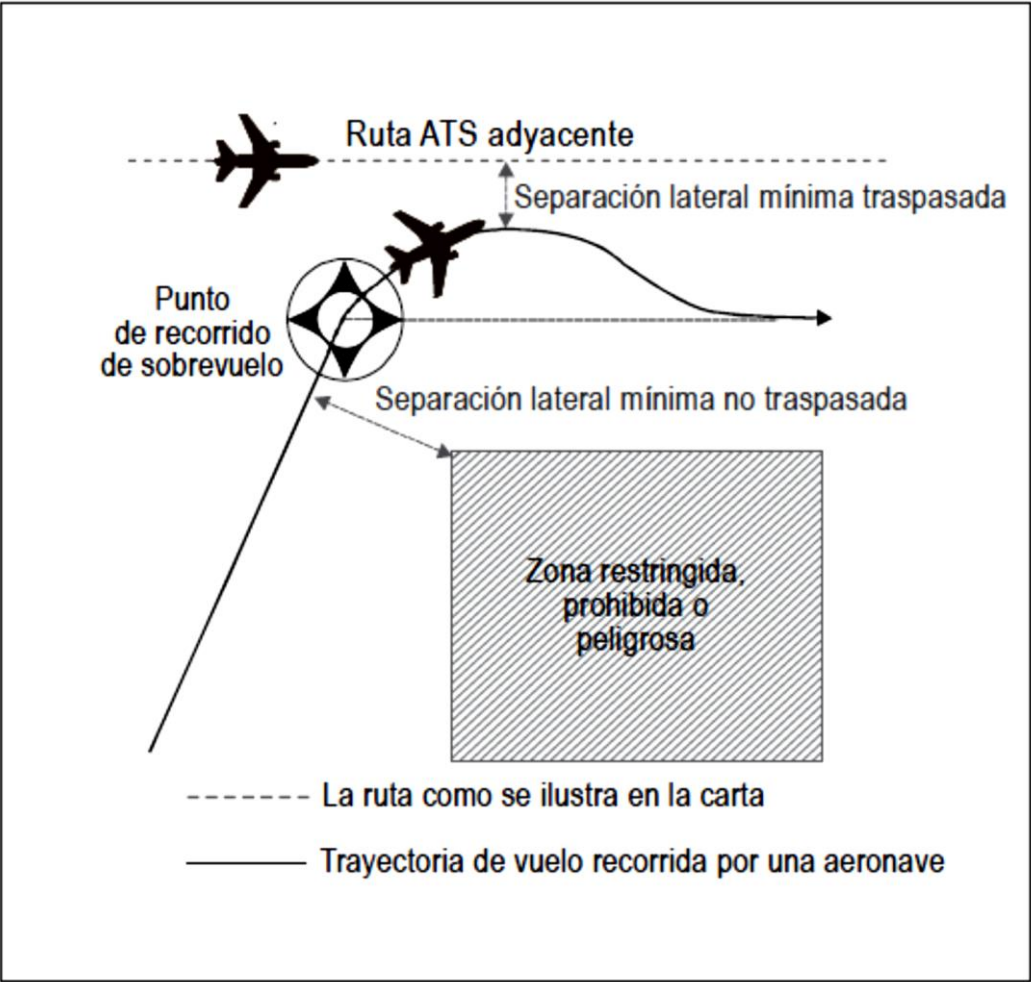 Ruta ATS adyacente
Separación lateral mínima traspasada
Punto
de recorrido
de sobrevuelo
Separación lateral mínima no traspasada
Zona restringida,
prohibida o
peligrosa
La ruta como se ilustra en la carta
Trayectoria de vuelo recorrida por una aeronave